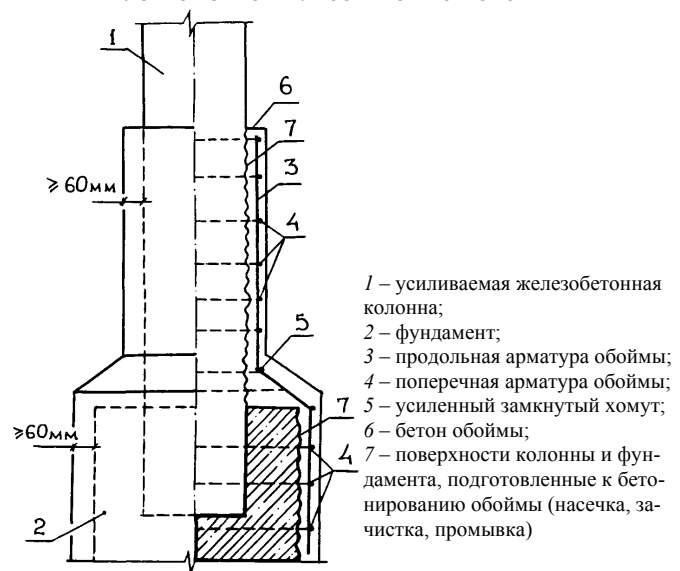 1
6
7
≥60мм
3
4
5
≥60мм
7
4
2
1 – усиливаемая железобетонная
колонна;
2 – фундамент;
3 – продольная арматура обоймы;
4 – поперечная арматура обоймы;
5 – усиленный замкнутый хомут;
6 – бетон обоймы;
7 – поверхности колонны и фун-
дамента, подготовленные к бето-
нированию обоймы (насечка, за-
чистка, промывка)